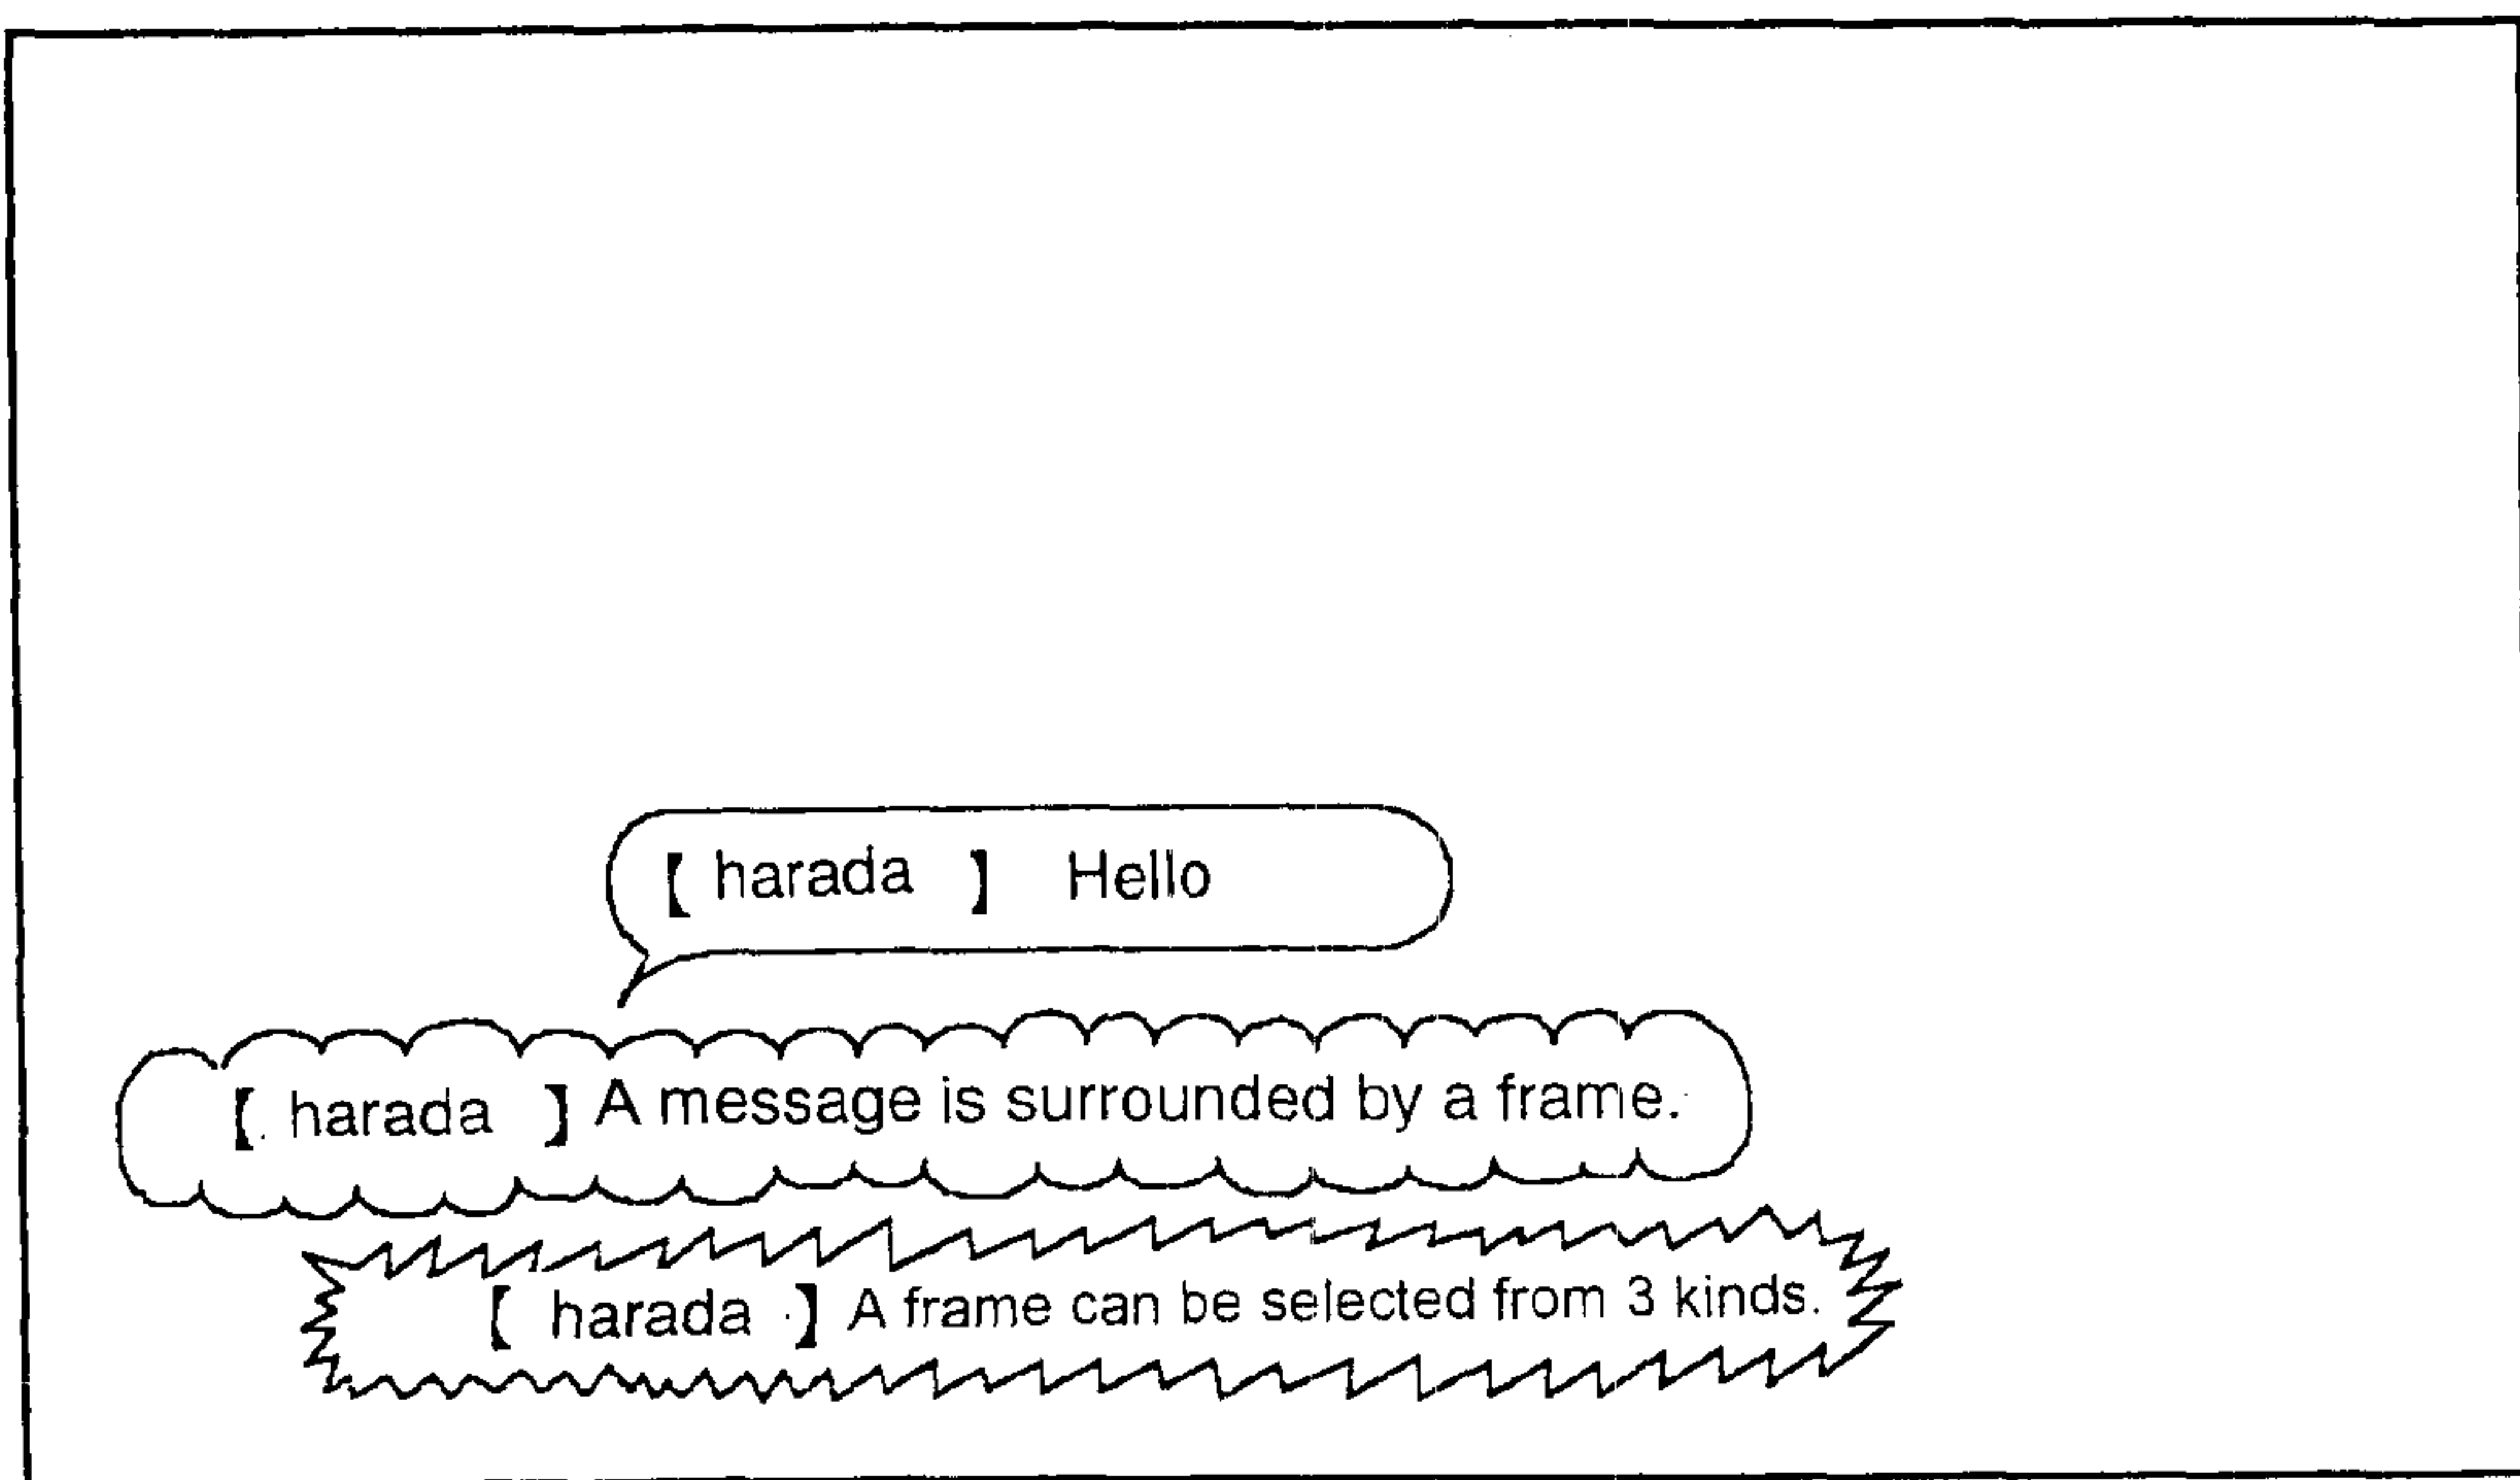 【 harada 】 Hello
【 harada 】 A message is surrounded by a frame.
【 harada 】 A frame can be selected from 3 kinds.